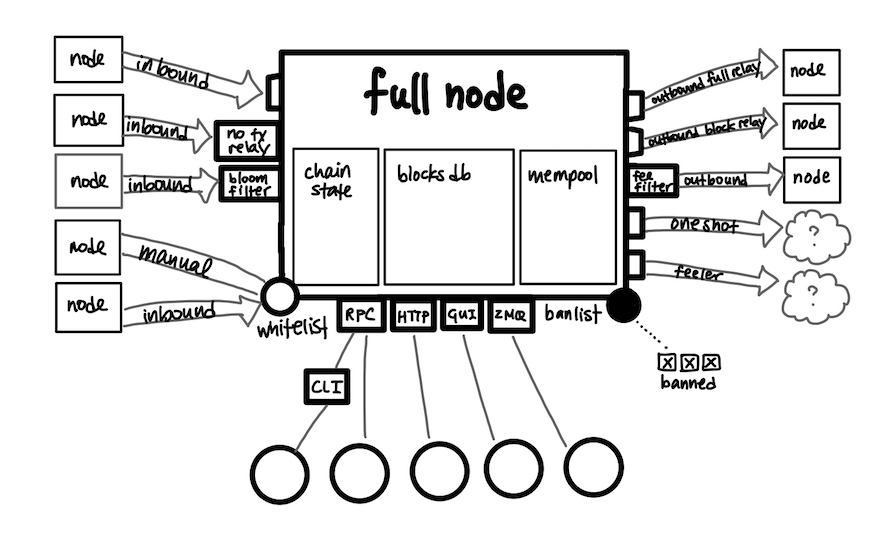 full node
node
inbound
node
inbound
no tx
relay
node
inbound
bloom
filter
node
manual
node
inbound
whitelist
chain
state
blocks db
mempool
outbound full relay
node
outbound block relay
node
fee
filter
outbound
node
one shot
?
feeler
?
RPC
HTTP
GUI
ZMQ
banlist
CLI
X X X
banned